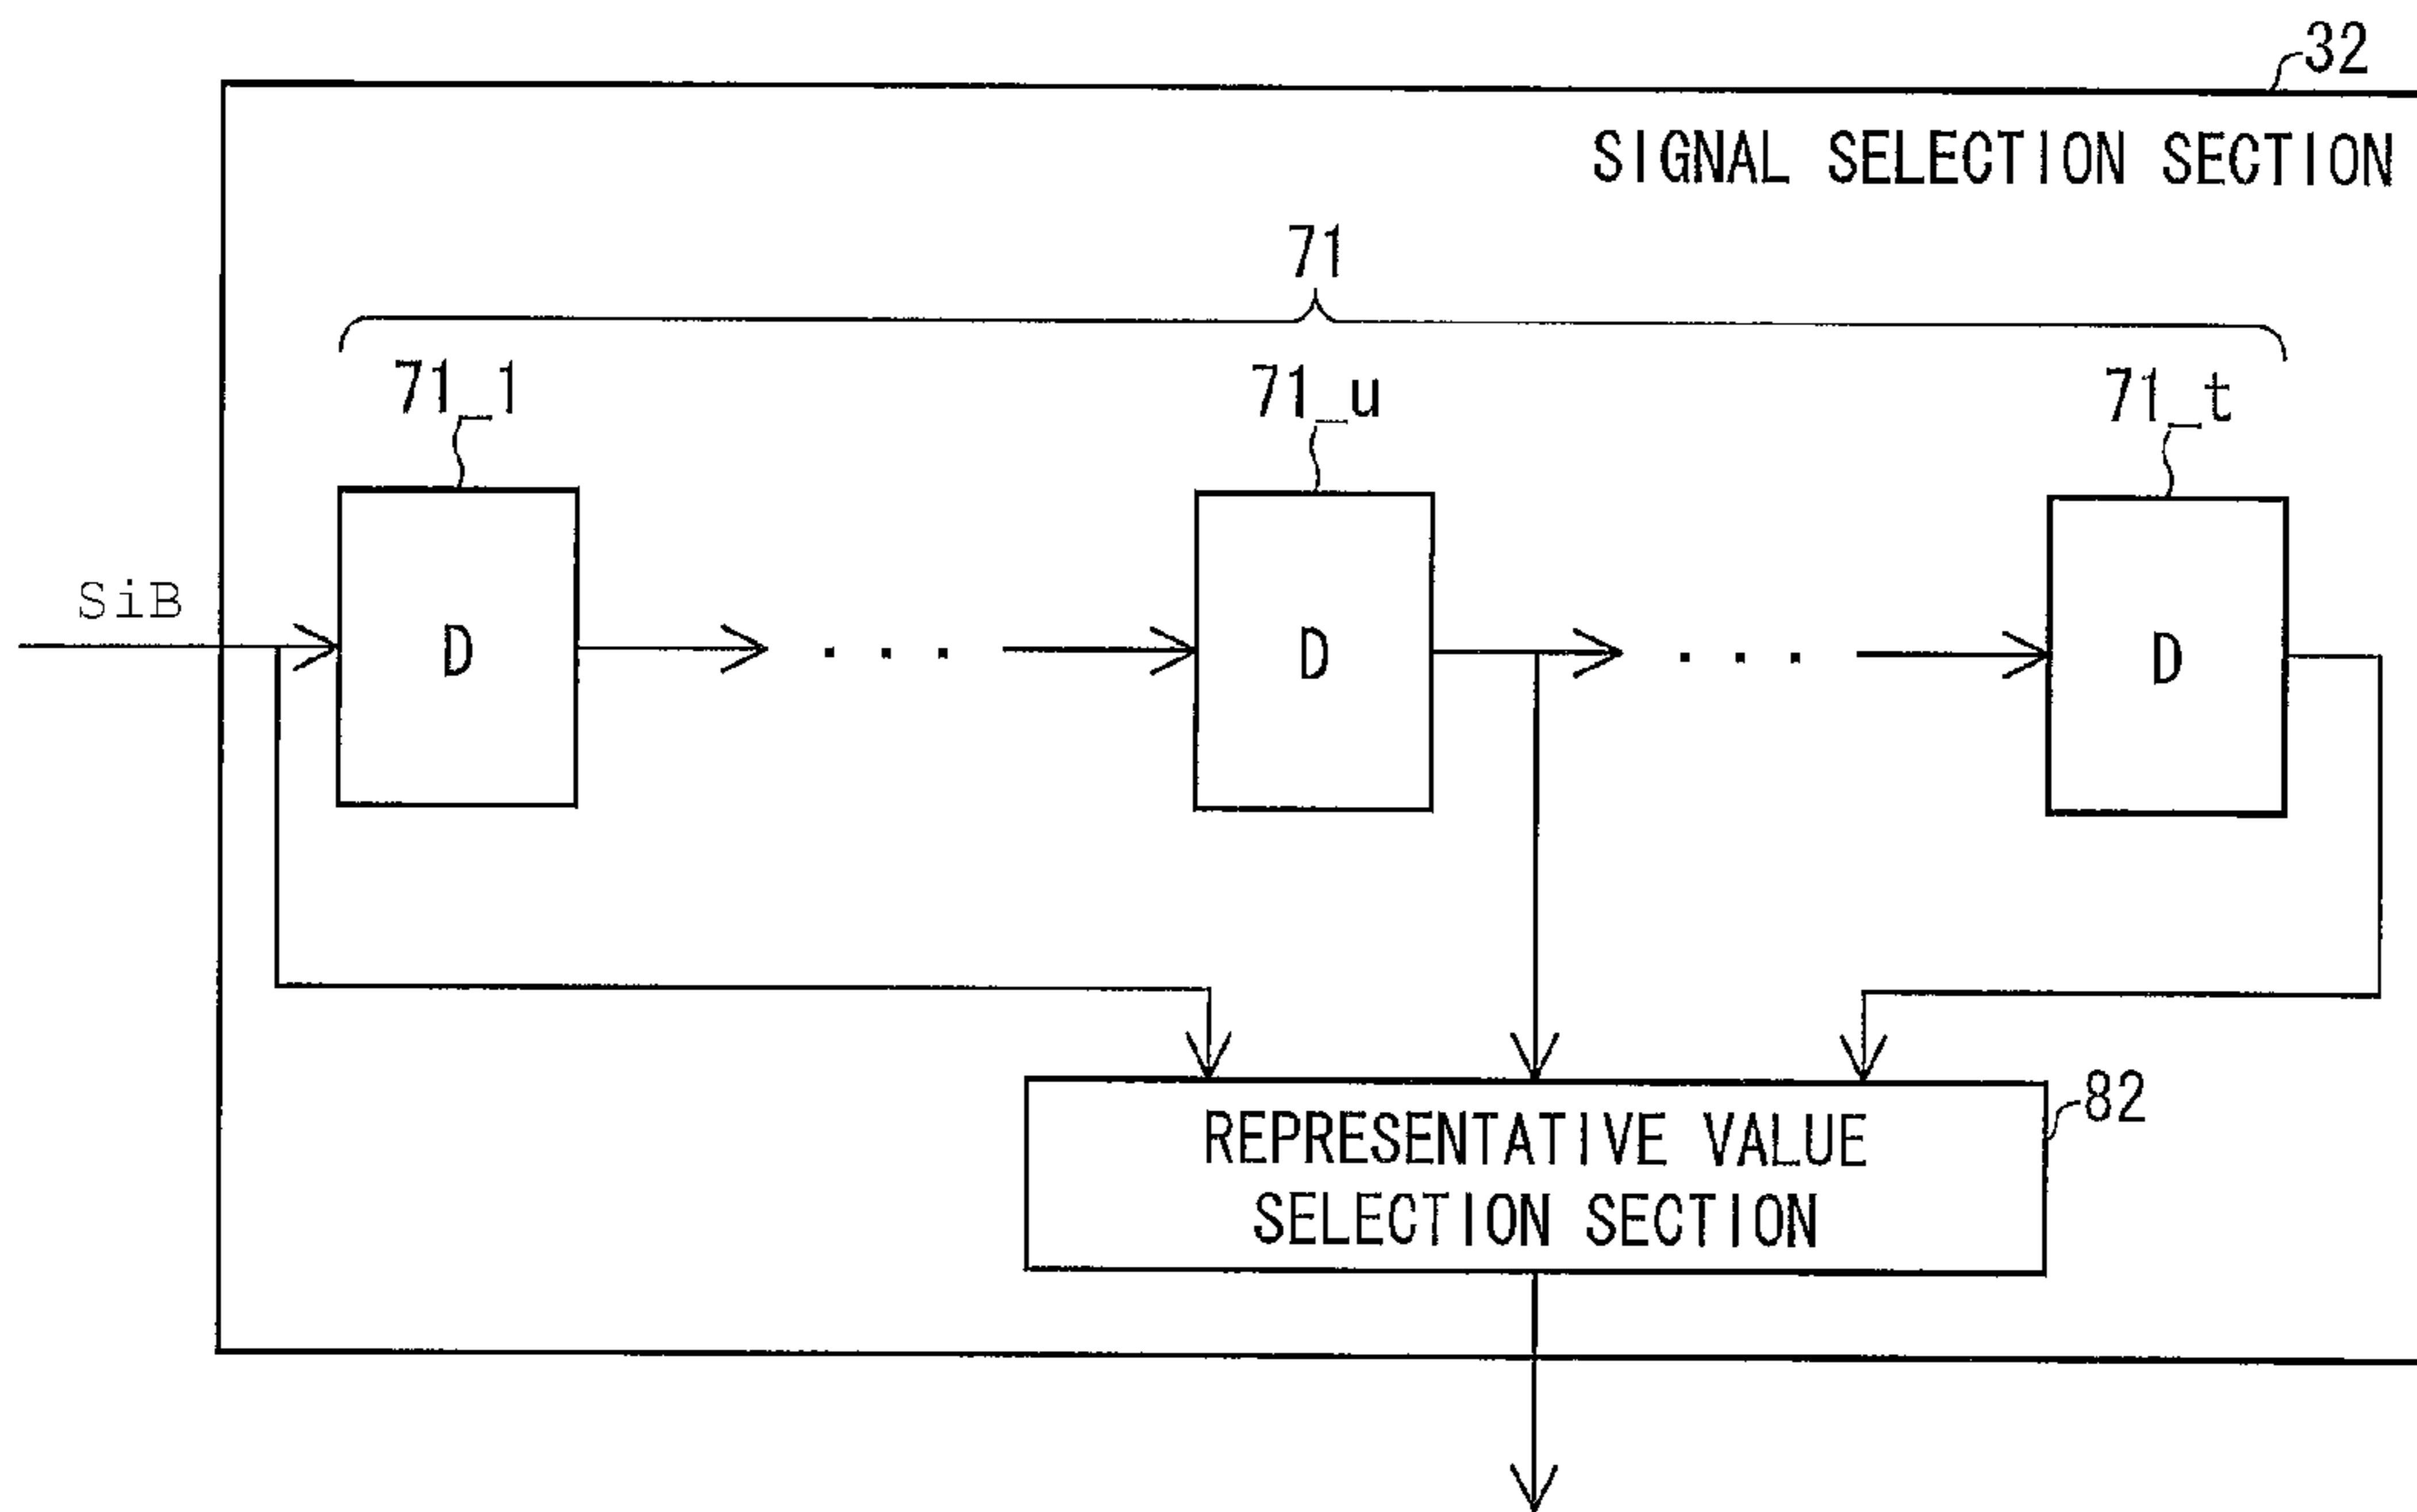 32
SIGNAL SELECTION SECTION
71
71_1 71_u 71_t
SiB
D . . . D . . . D
82
REPRESENTATIVE VALUE
SELECTION SECTION